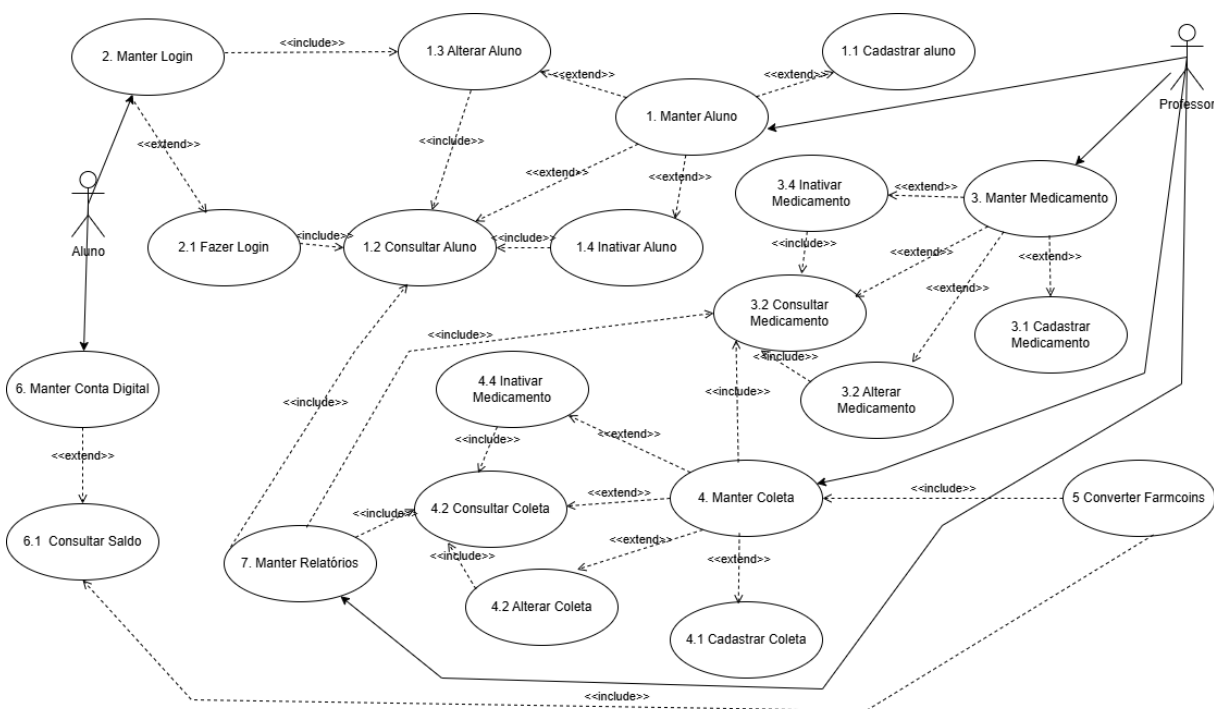 <<include>>
1.3 Alterar Aluno
1.1 Cadastrar aluno
2. Manter Login
<<extend>>
<<extend>>
Professor
1. Manter Aluno
<<extend>>
<<include>>
<<include>>
<<extend>>
<<extend>>
3.4 Inativar
Medicamento
<<extend>>
3. Manter Medicamento
Aluno
2.1 Fazer Login
<<include>>
1.2 Consultar Aluno
<<include>>
1.4 Inativar Aluno
<<include>>
<<extend>>
<<extend>>
<<extend>>
3.2 Consultar
Medicamento
<<include>>
3.1 Cadastrar
Medicamento
<<include>>
6. Manter Conta Digital
4.4 Inativar
Medicamento
<<include>>
3.2 Alterar
Medicamento
<<include>>
<<include>>
<<extend>>
<<extend>>
4.2 Consultar Coleta
<<extend>>
4. Manter Coleta
<<include>>
5 Converter Farmcoins
<<include>>
6.1 Consultar Saldo
7. Manter Relatórios
<<include>>
<<extend>>
<<extend>>
4.2 Alterar Coleta
4.1 Cadastrar Coleta
<<include>>